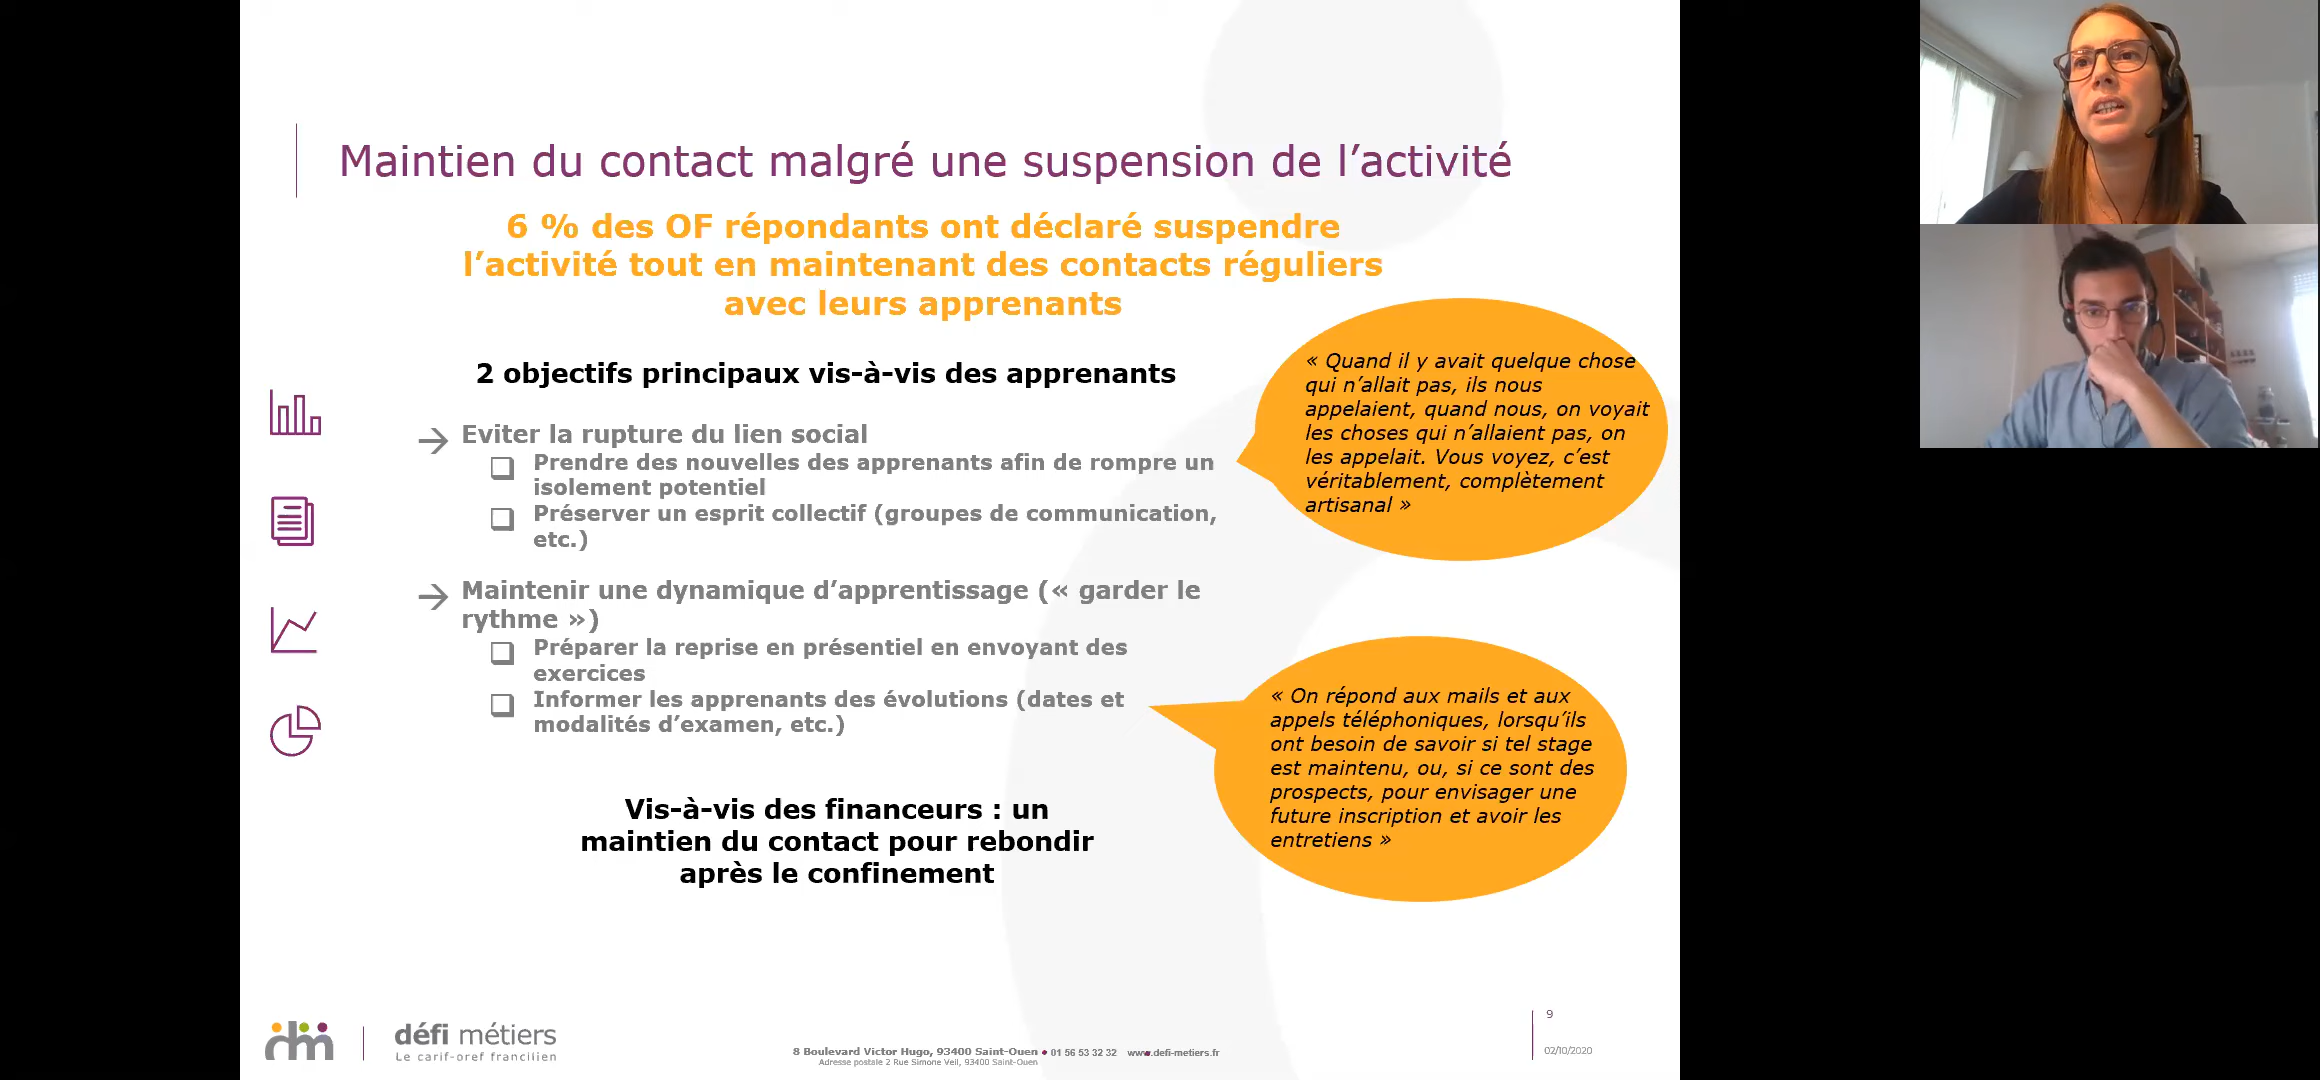 Maintien du contact malgré une suspension de l’activité
6 % des OF répondants ont déclaré suspendre
l’activité tout en maintenant des contacts réguliers
avec leurs apprenants
2 objectifs principaux vis-à-vis des apprenants
→ Eviter la rupture du lien social
❑ Prendre des nouvelles des apprenants afin de rompre un
isolement potentiel
❑ Préserver un esprit collectif (groupes de communication,
etc.)
→ Maintenir une dynamique d’apprentissage (« garder le
rythme »)
❑ Préparer la reprise en présentiel en envoyant des
exercices
❑ Informer les apprenants des évolutions (dates et
modalités d’examen, etc.)
Vis-à-vis des financeurs : un
maintien du contact pour rebondir
après le confinement
« Quand il y avait quelque chose
qui n’allait pas, ils nous
appelaient, quand nous, on voyait
les choses qui n’allaient pas, on
les appelait. Vous voyez, c’est
véritablement, complètement
artisanal »
« On répond aux mails et aux
appels téléphoniques, lorsqu’ils
ont besoin de savoir si tel stage
est maintenu, ou, si ce sont des
prospects, pour envisager une
future inscription et avoir les
entretiens »
dm
défi métiers
Le carif-oref francilien
8 Boulevard Victor Hugo, 93400 Saint-Ouen • 01 56 53 32 32 www.defi-metiers.fr
Adresse postale 2 Rue Simone Veil, 93400 Saint-Ouen
9
02/10/2020